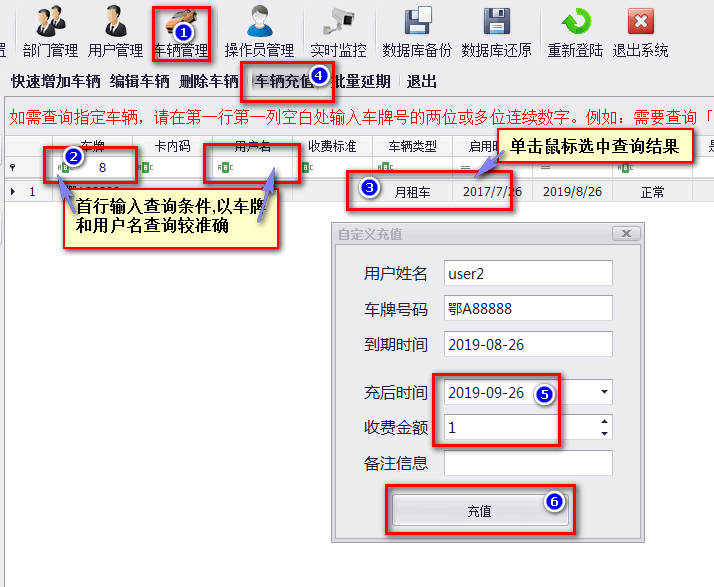 置 部门管理 用户管理 车辆管理 操作员管理 实时监控 数据库备份 数据库还原 重新登陆 退出系统
1
快速增加车辆 编辑车辆 删除车辆 车辆充值 批量延期 退出
4
如需查询指定车辆，请在第一行第一列空白处输入车牌号的两位或多位连续数字。例如：需要查询「
车牌 卡内码 用户名 收费标准 车辆类型 启用时
单击鼠标选中查询结果
2
8
1 月租车 2017/7/26 2019/8/26 正常
3
首行输入查询条件,以车牌
和用户名查询较准确
自定义充值
用户姓名 user2
车牌号码 鄂A88888
到期时间 2019-08-26
充后时间 2019-09-26
5
收费金额 1
备注信息
充值
6